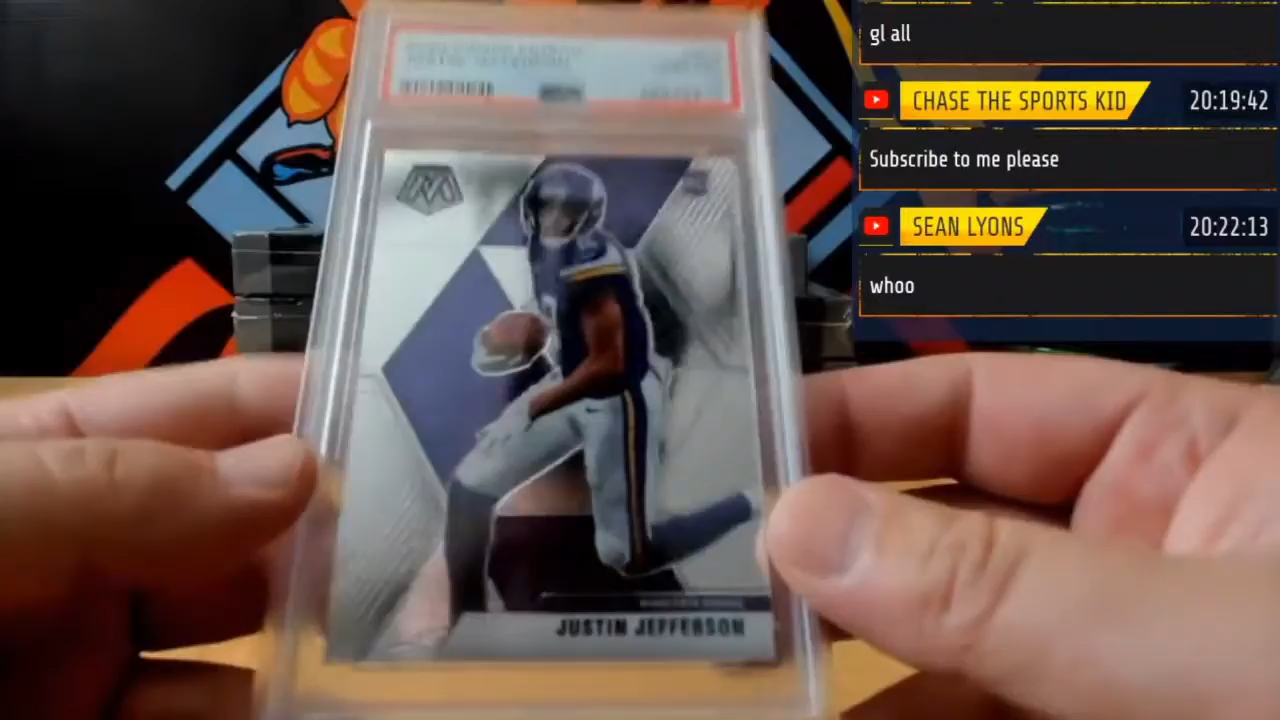 gl all
CHASE THE SPORTS KID
20:19:42
Subscribe to me please
SEAN LYONS
20:22:13
whoo
JUSTIN JEFFERSON